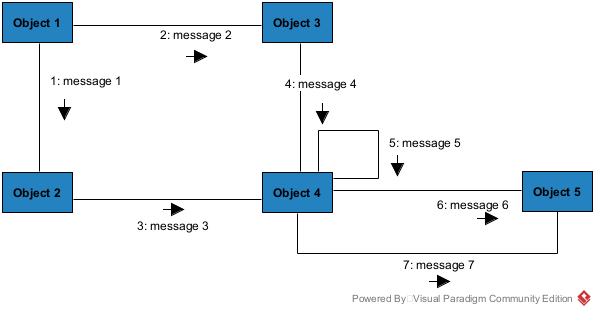 Object 1
Object 3
2: message 2
1: message 1
4: message 4
5: message 5
Object 2
Object 4
Object 5
6: message 6
3: message 3
7: message 7
Powered By Visual Paradigm Community Edition